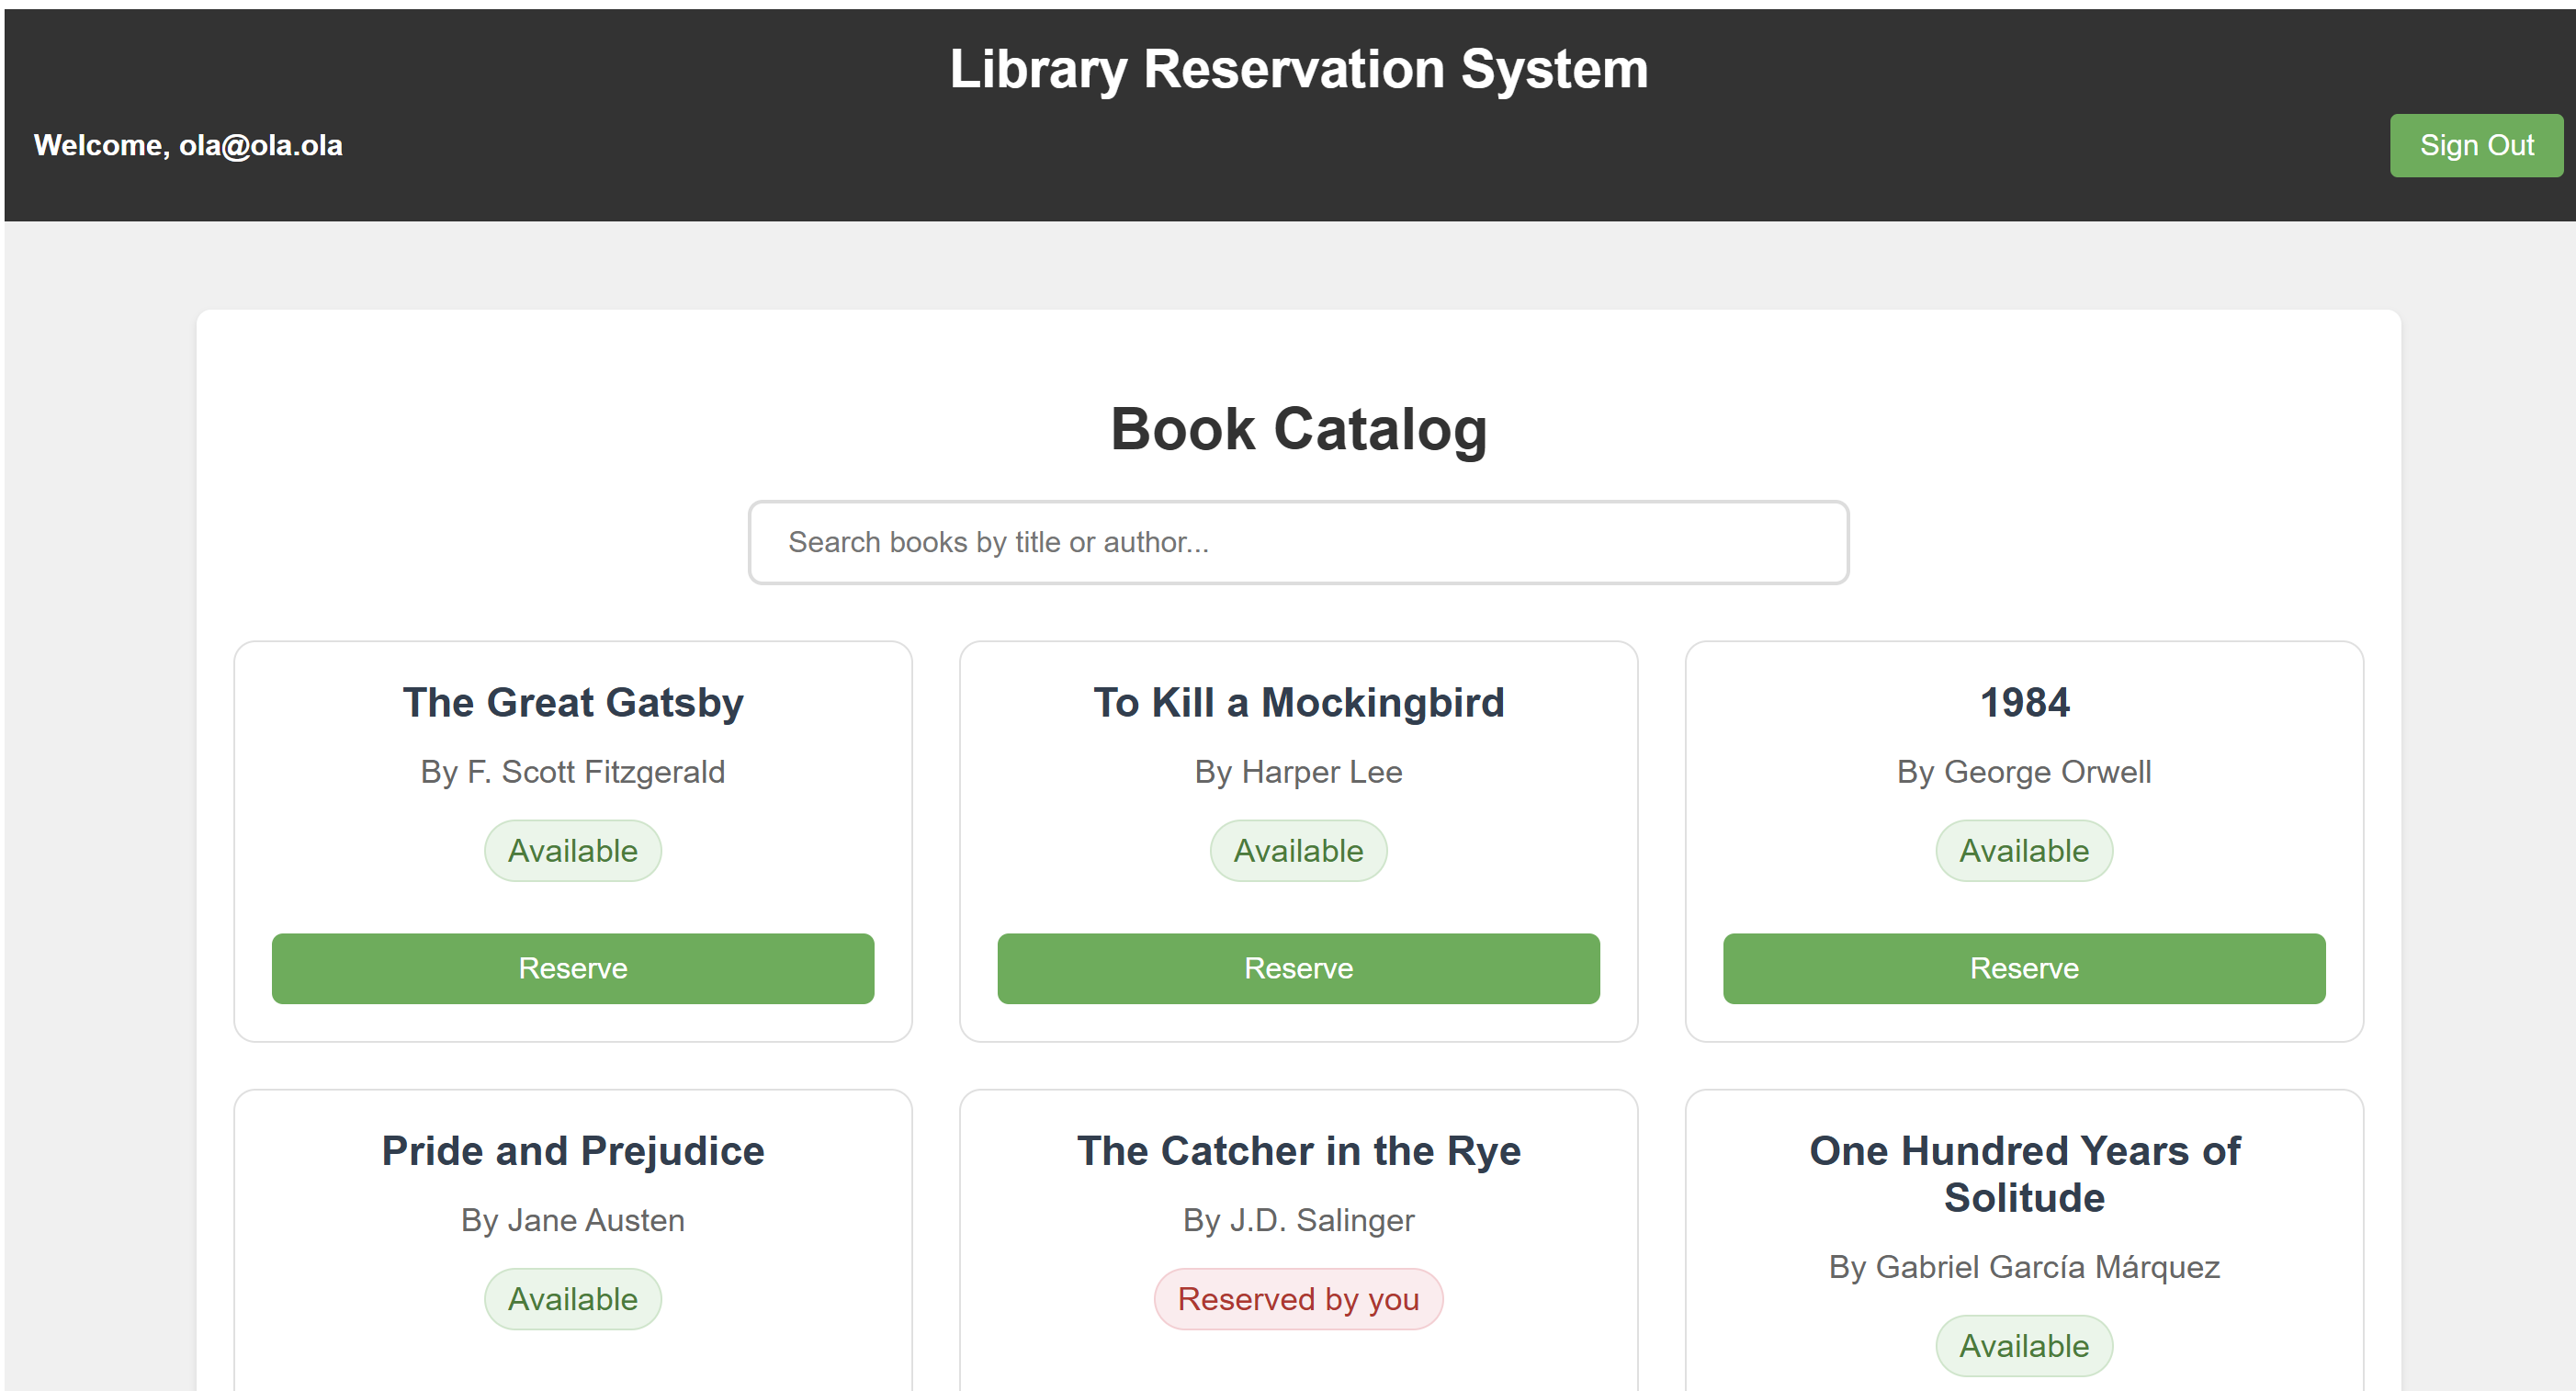 Library Reservation System
Welcome, ola@ola.ola
Sign Out
Book Catalog
Search books by title or author...
The Great Gatsby
By F. Scott Fitzgerald
Available
Reserve
To Kill a Mockingbird
By Harper Lee
Available
Reserve
1984
By George Orwell
Available
Reserve
Pride and Prejudice
By Jane Austen
Available
The Catcher in the Rye
By J.D. Salinger
Reserved by you
One Hundred Years of
Solitude
By Gabriel García Márquez
Available